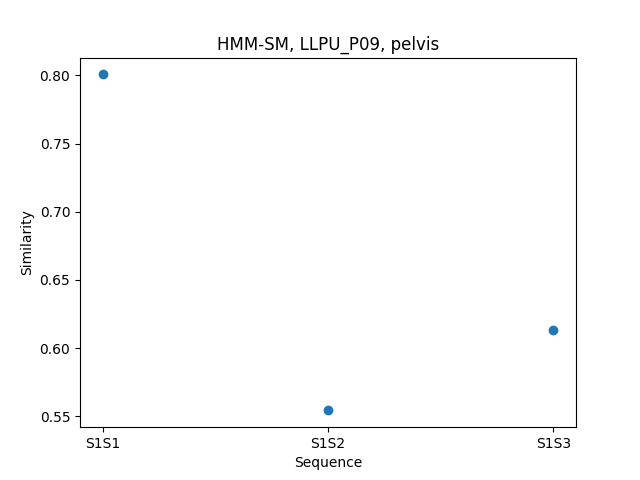 HMM-SM, LLPU_P09, pelvis
0.80
0.75
0.70
0.65
0.60
0.55
Similarity
S1S1 S1S2 S1S3
Sequence